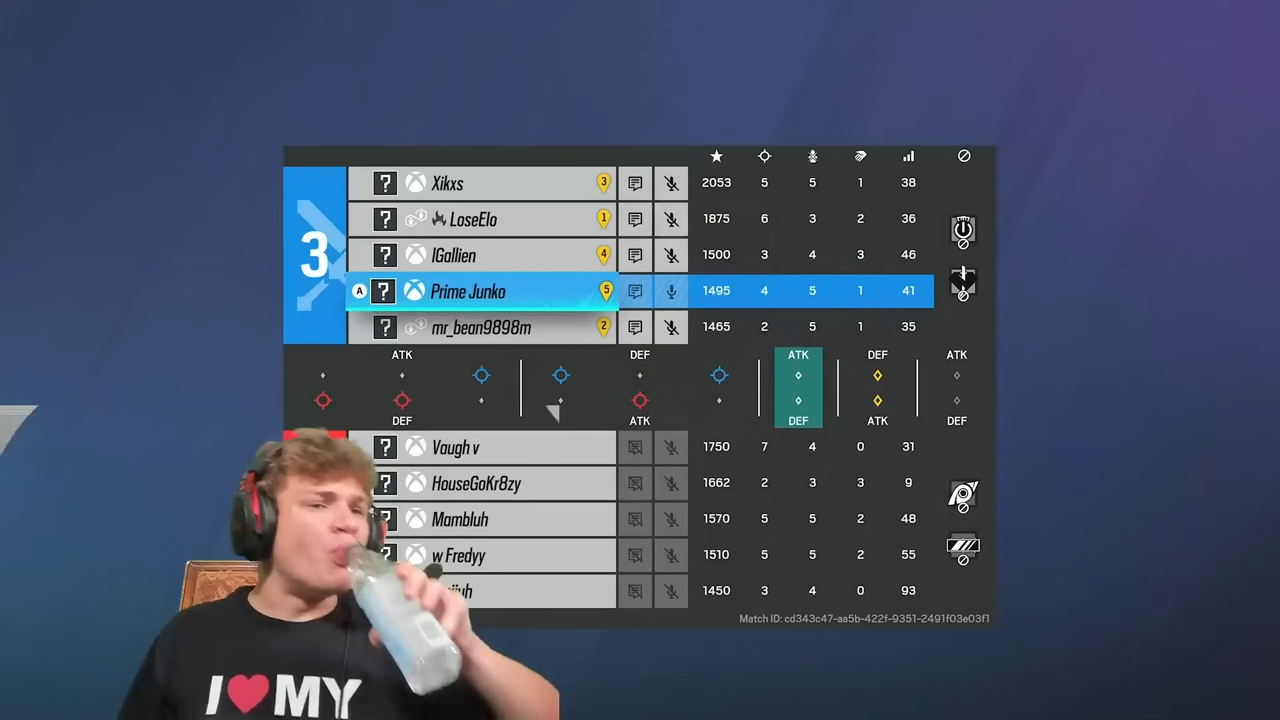 3
? Xikxs 3 2053 5 5 1 38
? LoseElo 1 1875 6 3 2 36
? IGallien 4 1500 3 4 3 46
A ? Prime Junko 5 1495 4 5 1 41
? mr_bean9898m 2 1465 2 5 1 35
ATK DEF ATK DEF ATK
DEF ATK DEF ATK DEF
? Vaugh v 1750 7 4 0 31
? HouseGoKr8zy 1662 2 3 3 9
? Mambluh 1570 5 5 2 48
? w Fredyy 1510 5 5 2 55
1450 3 4 0 93
Match ID: cd343c47-aa5b-422f-9351-2491f03e03f1
I ❤ MY